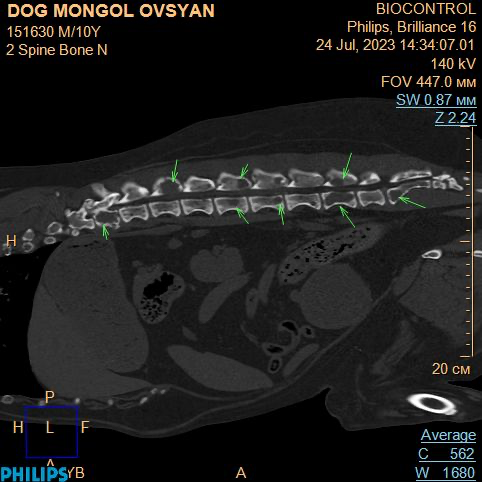 DOG MONGOL OVSYAN
151630 M/10Y
2 Spine Bone N
BIOCONTROL
Philips, Brilliance 16
24 Jul, 2023 14:34:07.01
140 kV
FOV 447.0 мм
SW 0.87 мм
Z 2.24
H
20 см
P
H L F
A
YB
A
PHILIPS
Average
C 562
W 1680